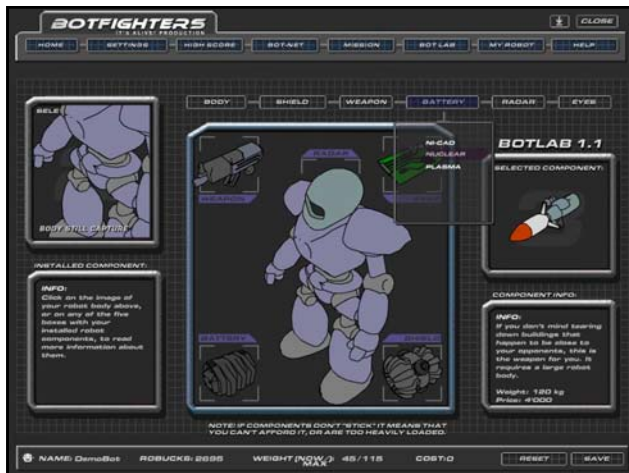 BOTFIGHTERS
IT'S ALIVE! PRODUCTION
CLOSE
HOME
SETTINGS
HIGH SCORE
BOT-NET
MISSION
BOT LAB
MY ROBOT
HELP
BODY
SHIELD
WEAPON
BATTERY
RADAR
EYES
SELE
BODY STILL CAPTURE
RADAR
WEAPON
NI-CAD
NUCLEAR
PLASMA
BOTLAB 1.1
SELECTED COMPONENT:
INSTALLED COMPONENT:
INFO:
Click on the image of
your robot body above,
or on any of the five
boxes with your
installed robot
components, to read
more information about
them.
BATTERY
SHIELD
COMPONENT INFO:
INFO:
If you don't mind tearing
down buildings that
happen to be close to
your opponents, this is
the weapon for you. It
requires a large robot
body.
Weight: 120 kg
Price: 4'000
NOTE: IF COMPONENTS DON'T "STICK" IT MEANS THAT
YOU CAN'T AFFORD IT, OR ARE TOO HEAVILY LOADED.
NAME: DemoBot
ROBUCKS: 2695
WEIGHT (NOW/MAX): 45/115
COST: 0
RESET
SAVE